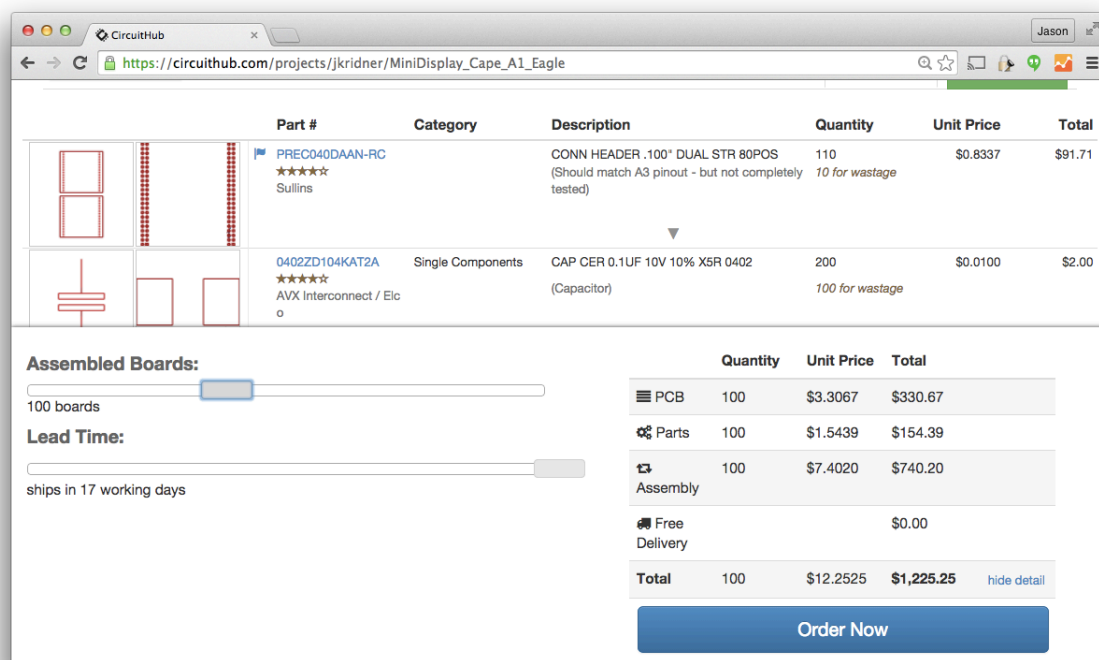 CircuitHub
Jason
https://circuithub.com/projects/jkridner/MiniDisplay_Cape_A1_Eagle
Part # Category Description Quantity Unit Price Total
PREC040DAAN-RC CONN HEADER .100" DUAL STR 80POS 110 $0.8337 $91.71
(Should match A3 pinout - but not completely 10 for wastage
Sullins tested)
0402ZD104KAT2A Single Components CAP CER 0.1UF 10V 10% X5R 0402 200 $0.0100 $2.00
(Capacitor) 100 for wastage
AVX Interconnect / Elc
o
Assembled Boards:
100 boards
Lead Time:
ships in 17 working days
Quantity Unit Price Total
PCB 100 $3.3067 $330.67
Parts 100 $1.5439 $154.39
Assembly 100 $7.4020 $740.20
Free $0.00
Delivery
Total 100 $12.2525 $1,225.25 hide detail
Order Now